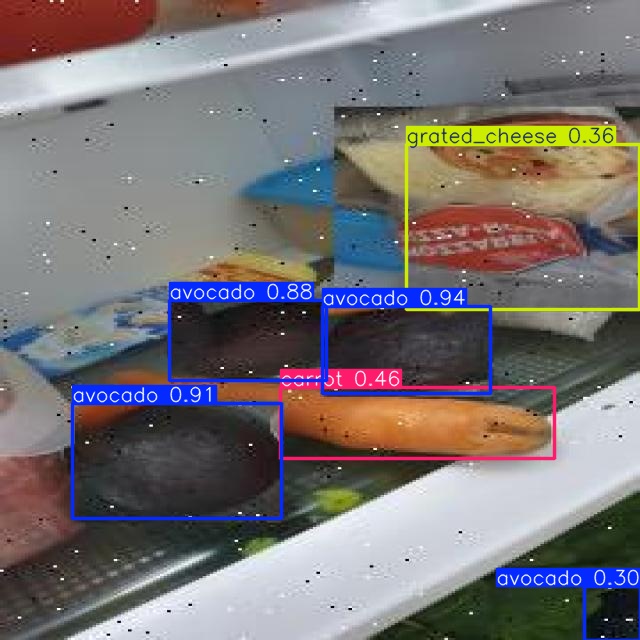 grated_cheese 0.36
avocado 0.88
avocado 0.94
carrot 0.46
avocado 0.91
avocado 0.30